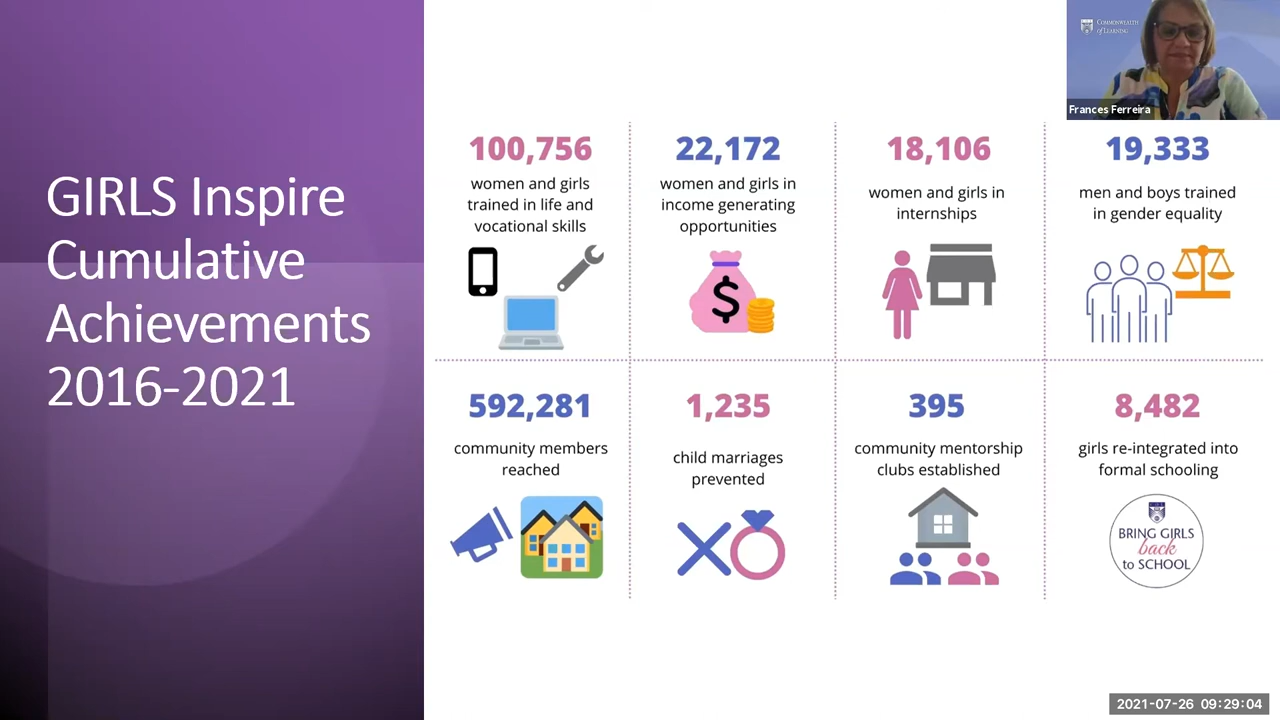 GIRLS Inspire
Cumulative
Achievements
2016-2021
COMMONWEALTH
of LEARNING
Frances Ferreira
100,756
women and girls
trained in life and
vocational skills
22,172
women and girls in
income generating
opportunities
$
18,106
women and girls in
internships
19,333
men and boys trained
in gender equality
592,281
community members
reached
1,235
child marriages
prevented
395
community mentorship
clubs established
8,482
girls re-integrated into
formal schooling
BRING GIRLS
back
to SCHOOL
2021-07-26 09:29:04